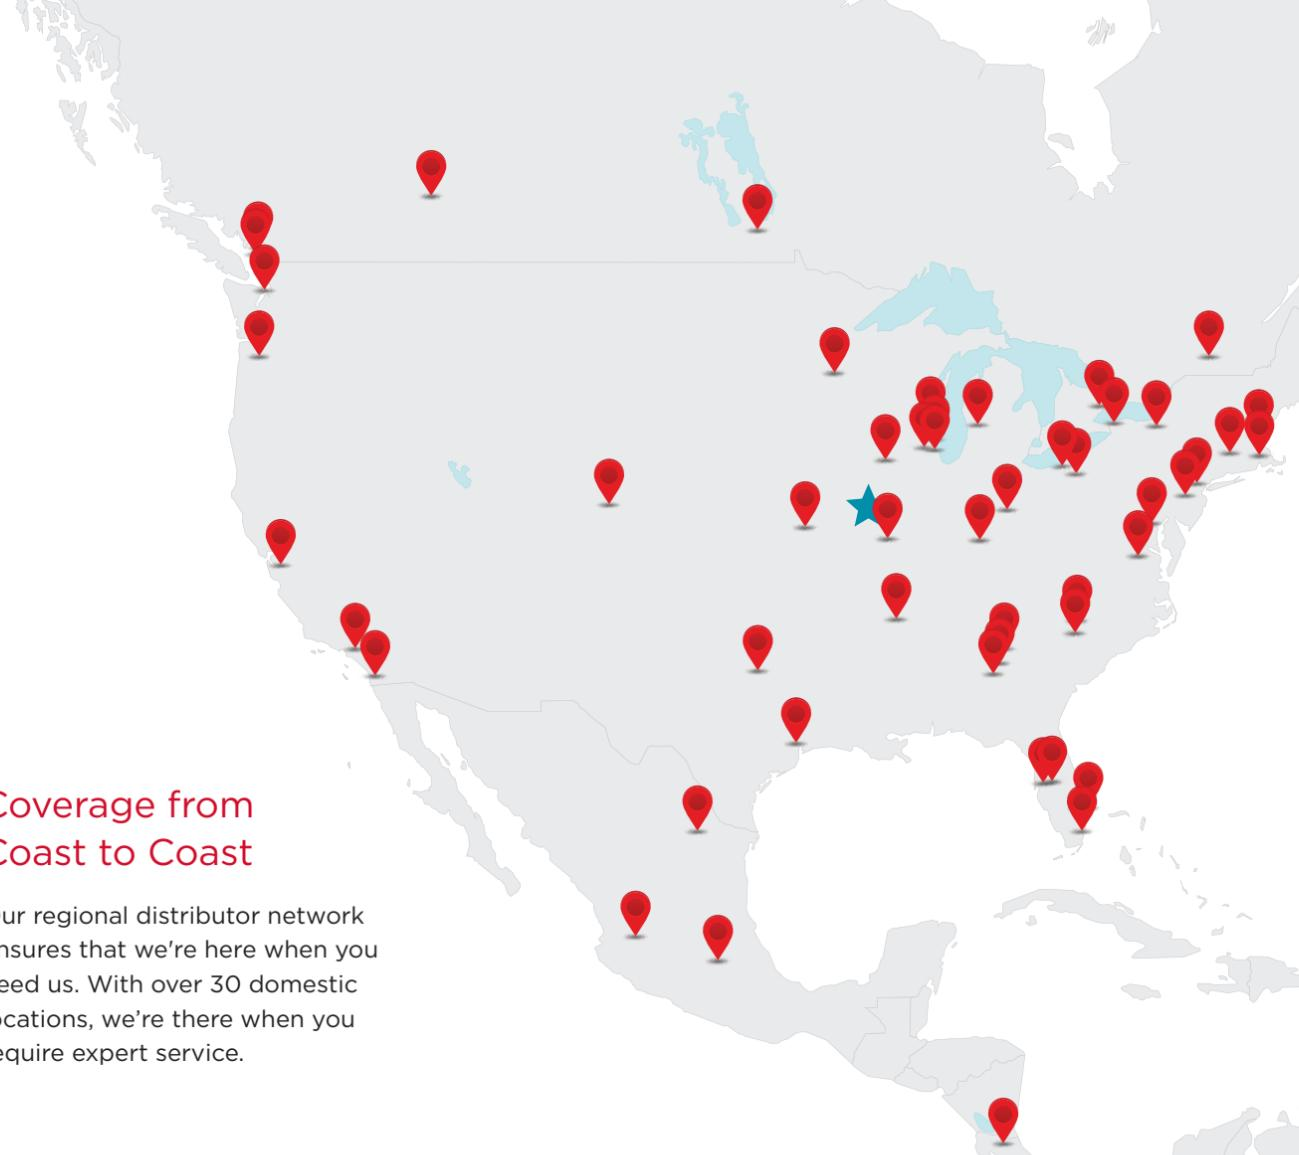 Coverage from
Coast to Coast
ur regional distributor network
nsures that we're here when you
eed us. With over 30 domestic
ocations, we’re there when you
equire expert service.